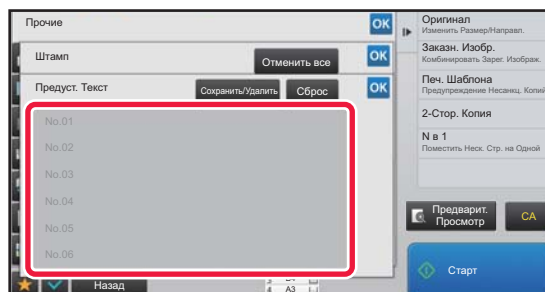 Прочие
OK
Штамп
Отменить все
OK
Предуст. Текст
Сохранить/Удалить
Сброс
OK
No.01
No.02
No.03
No.04
No.05
No.06
Назад
4 A3
Оригинал
Изменить Размер/Направл.
Заказн. Изобр.
Комбинировать Зарег. Изображ.
Печ. Шаблона
Предупреждение Несанкц. Копий
2-Стор. Копия
N в 1
Поместить Неск. Стр. на Одной
Предварит.
Просмотр
CA
Старт